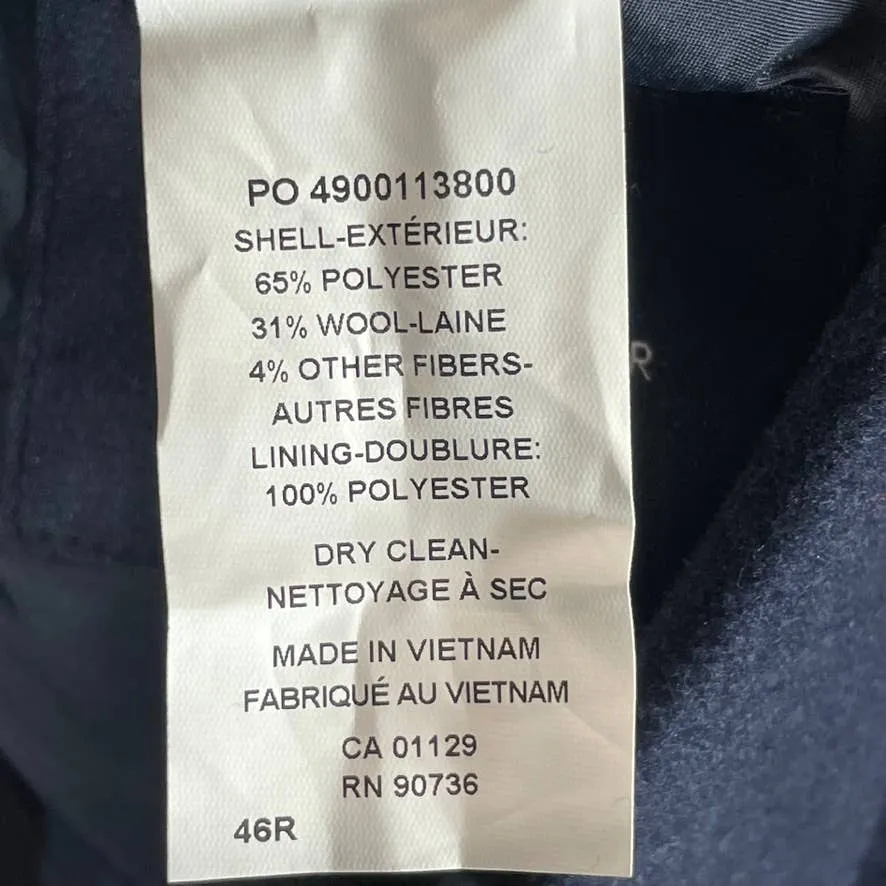 PO 4900113800
SHELL-EXTÉRIEUR:
65% POLYESTER
31% WOOL-LAINE
4% OTHER FIBERS-
AUTRES FIBRES
LINING-DOUBLURE:
100% POLYESTER
DRY CLEAN-
NETTOYAGE À SEC
MADE IN VIETNAM
FABRIQUÉ AU VIETNAM
CA 01129
RN 90736
46R
R